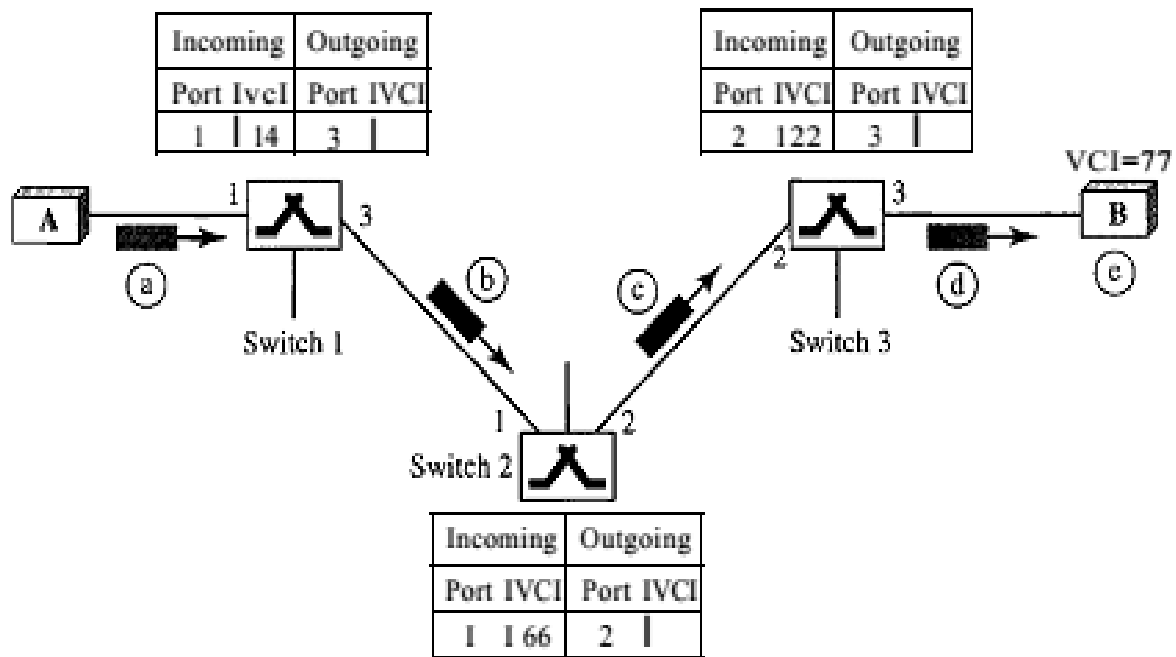 Incoming Outgoing
Port IvcI Port IVCI
1 | 14 3 |
Incoming Outgoing
Port IVCI Port IVCI
2 122 3 |
VCI=77
A
1
3
a
Switch 1
b
1
Switch 2
2
c
2
3
Switch 3
d
B
e
Incoming Outgoing
Port IVCI Port IVCI
I I 66 2 |